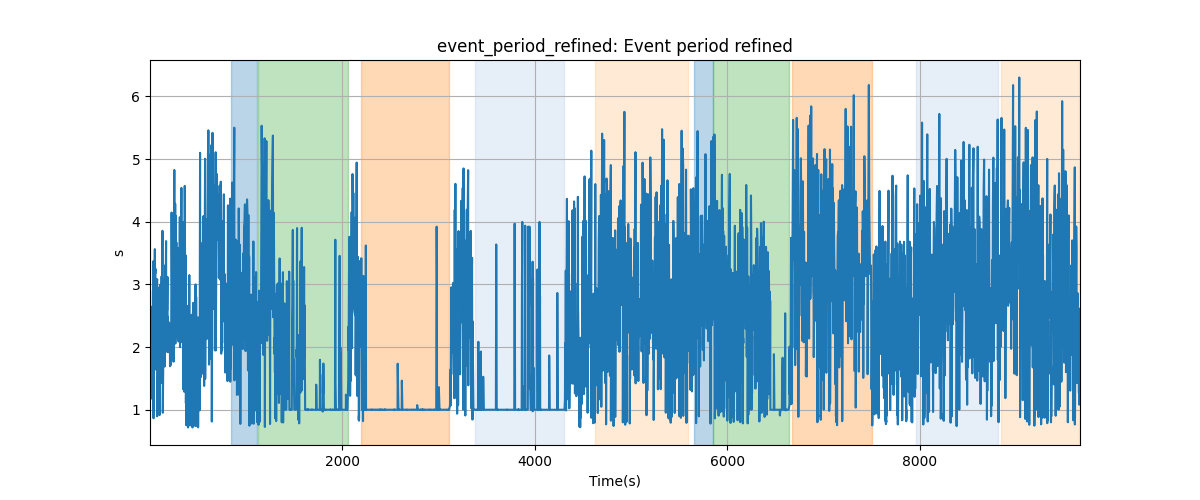 event_period_refined: Event period refined
s
6
5
4
3
2
1
2000 4000 6000 8000
Time(s)